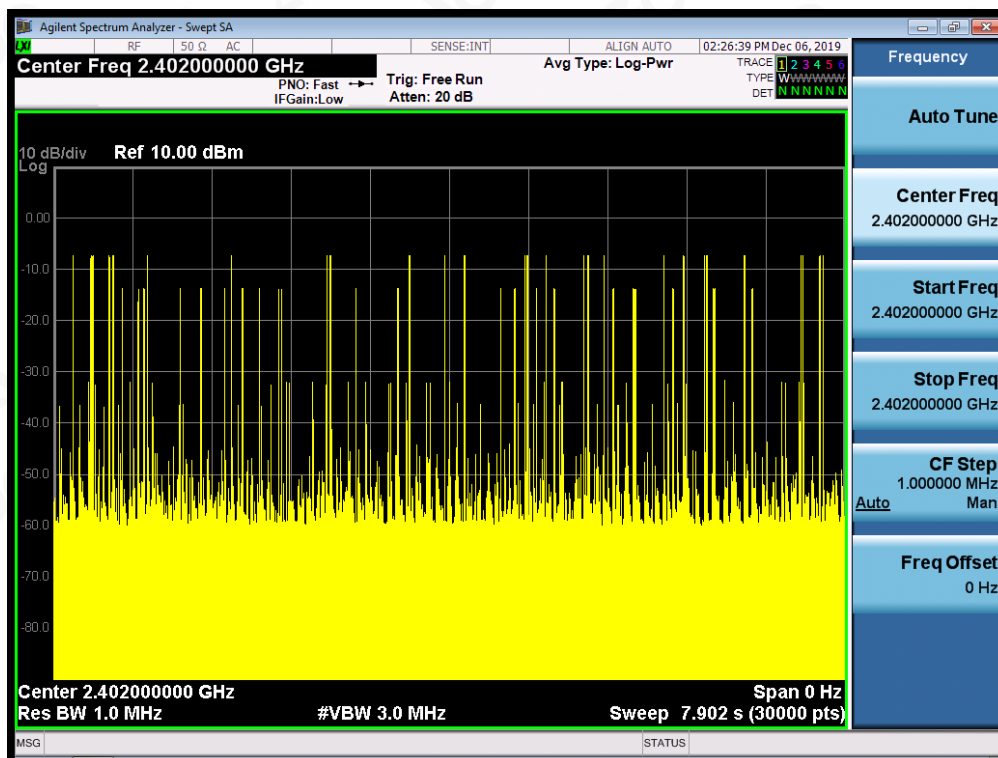 Agilent Spectrum Analyzer - Swept SA
LXI RF 50 Ω AC SENSE:INT ALIGN AUTO 02:26:39 PM Dec 06, 2019
Center Freq 2.402000000 GHz
PNO: Fast
IFGain:Low
Trig: Free Run
Atten: 20 dB
Avg Type: Log-Pwr
TRACE 1 2 3 4 5 6
TYPE WWWWWW
DET N N N N N N
10 dB/div Ref 10.00 dBm
Log
0.00
-10.0
-20.0
-30.0
-40.0
-50.0
-60.0
-70.0
-80.0
Center 2.402000000 GHz Span 0 Hz
Res BW 1.0 MHz #VBW 3.0 MHz Sweep 7.902 s (30000 pts)
MSG STATUS
Frequency
Auto Tune
Center Freq
2.402000000 GHz
Start Freq
2.402000000 GHz
Stop Freq
2.402000000 GHz
CF Step
1.000000 MHz
Auto Man
Freq Offset
0 Hz